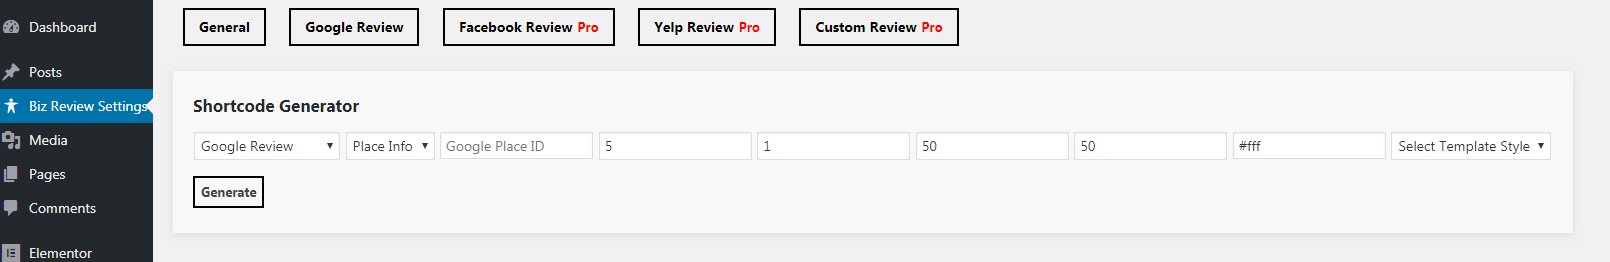 Dashboard
Posts
Biz Review Settings
Media
Pages
Comments
Elementor
General
Google Review
Facebook Review Pro
Yelp Review Pro
Custom Review Pro
Shortcode Generator
Google Review
Place Info
Google Place ID
5
1
50
50
#fff
Select Template Style
Generate